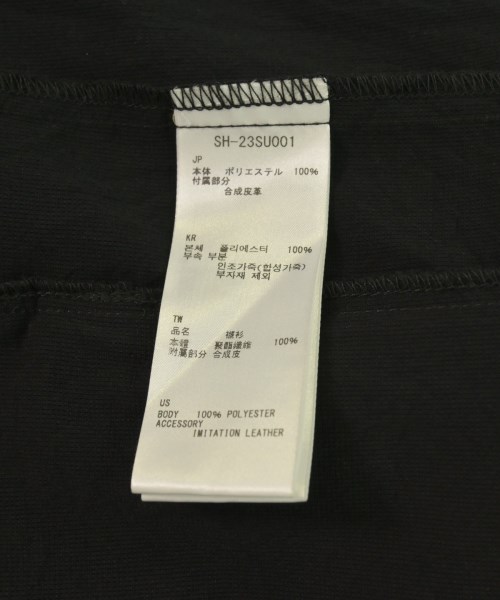 SH-23SU001
JP
本体 ポリエステル 100%
付属部分
合成皮革
KR
본체 폴리에스터 100%
부속 부분
인조가죽(합성가죽)
부자재 제외
TW
品名 襯衫
本體 聚酯纖維 100%
附屬部分 合成皮
US
BODY 100% POLYESTER
ACCESSORY
IMITATION LEATHER